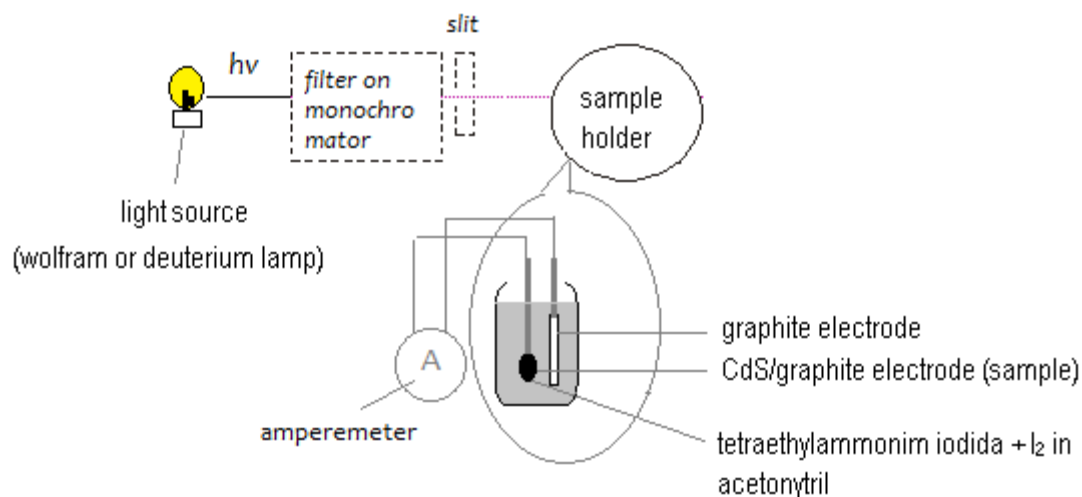 slit
hv
filter on
monochro
mator
sample
holder
light source
(wolfram or deuterium lamp)
graphite electrode
A
CdS/graphite electrode (sample)
amperemeter
tetraethylammonim iodida + I₂ in
acetonytril